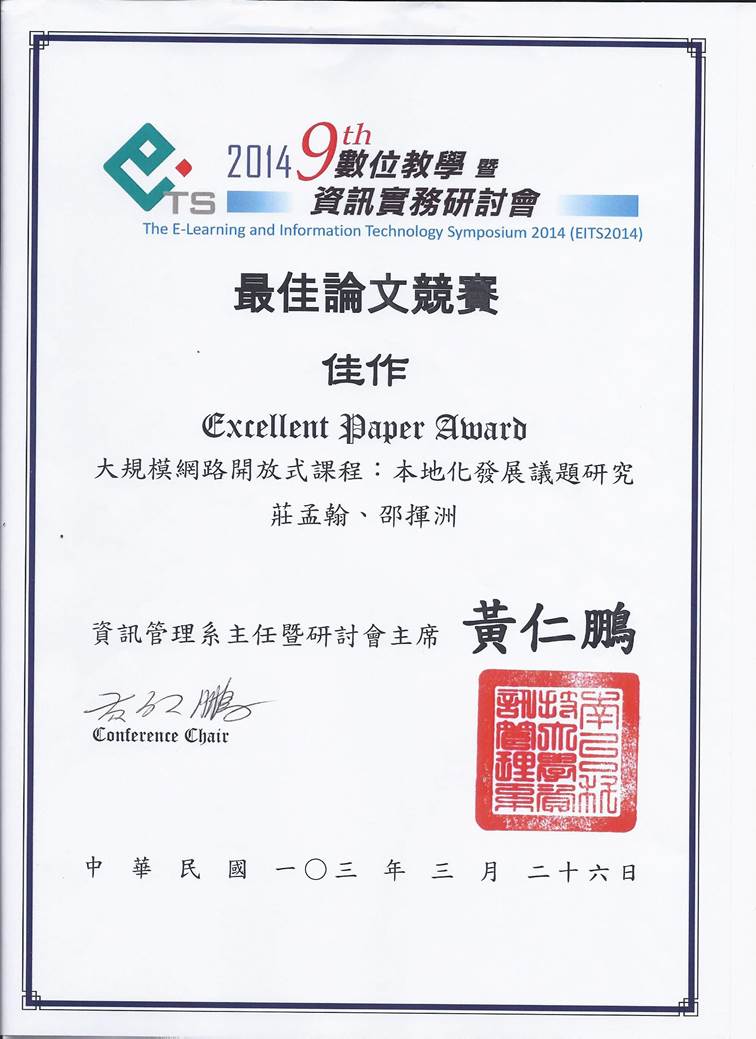 eTS
2014 9th 數位教學 暨
資訊實務研討會
The E-Learning and Information Technology Symposium 2014 (EITS2014)
最佳論文競賽
佳作
Excellent Paper Award
大規模網路開放式課程：本地化發展議題研究
莊孟翰、邵揮洲
資訊管理系主任暨研討會主席 黃仁鵬
黃仁鵬
Conference Chair
南台科
技大學資
訊管理系
中華民國一〇三年三月二十六日